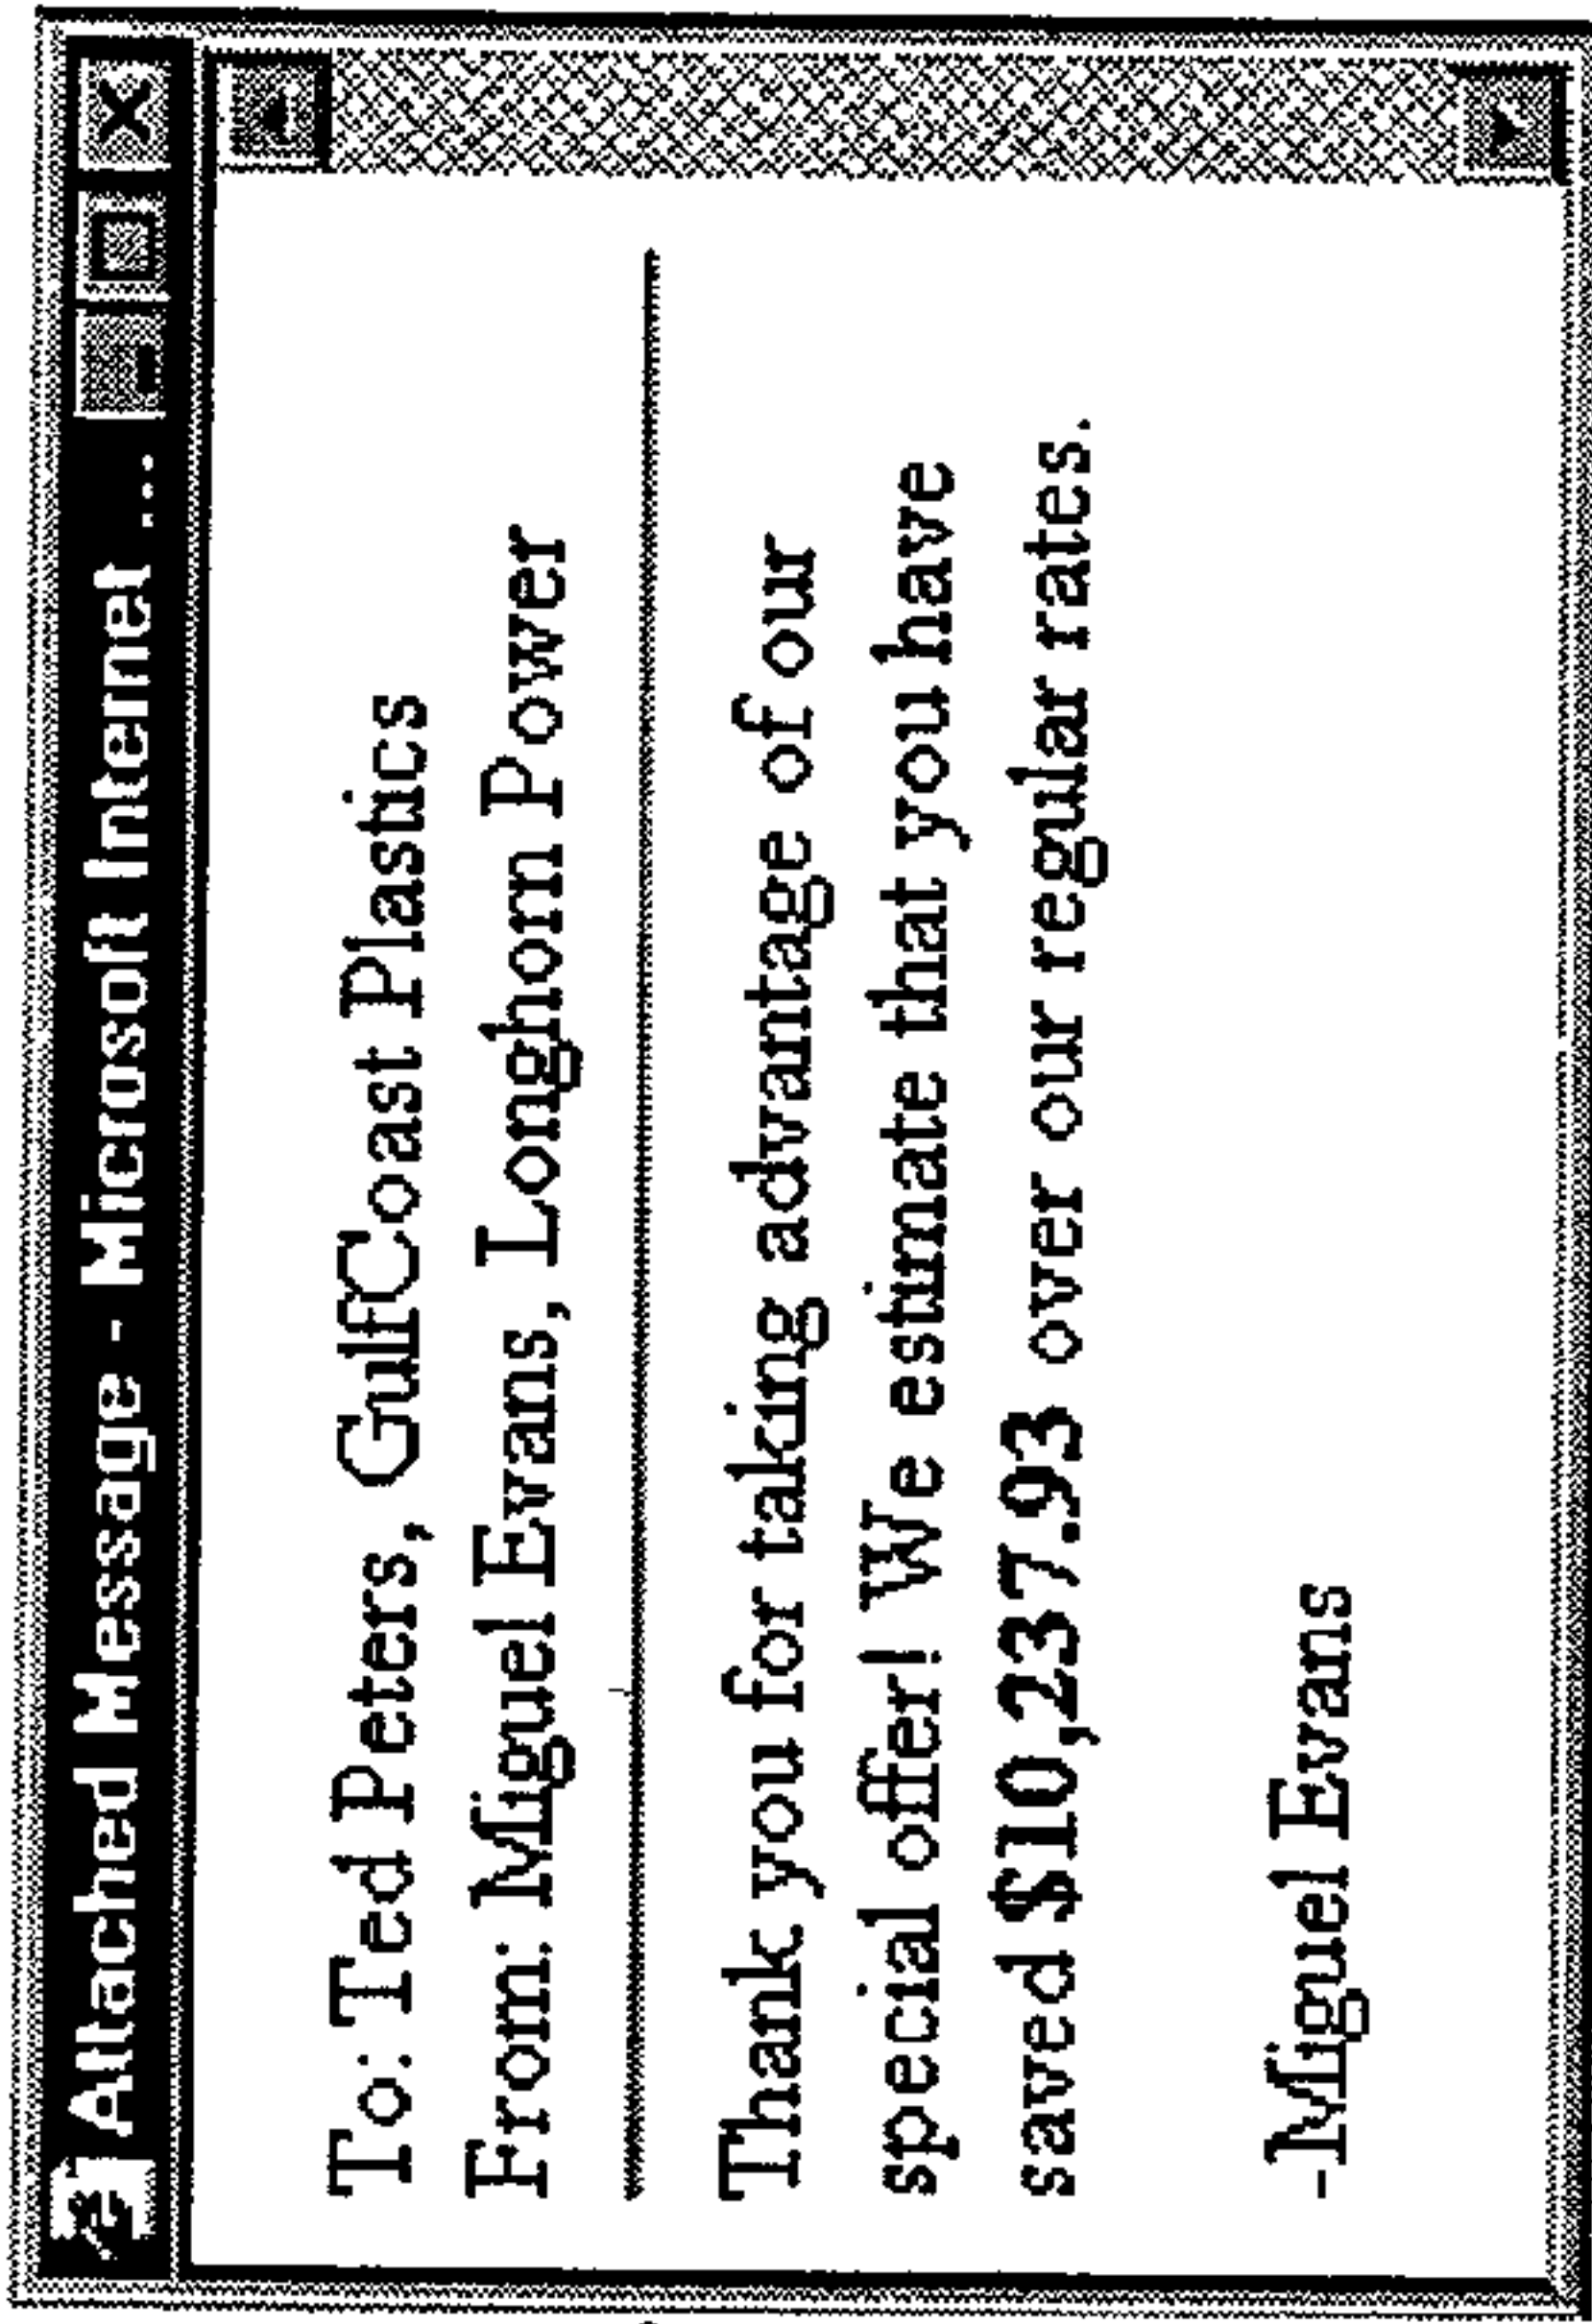 Attached Message - Microsoft Internet ...
To: Ted Peters, GulfCoast Plastics
From: Miguel Evans, Longhorn Power
Thank you for taking advantage of our
special offer! We estimate that you have
saved $10,237.93 over our regular rates.
-Miguel Evans